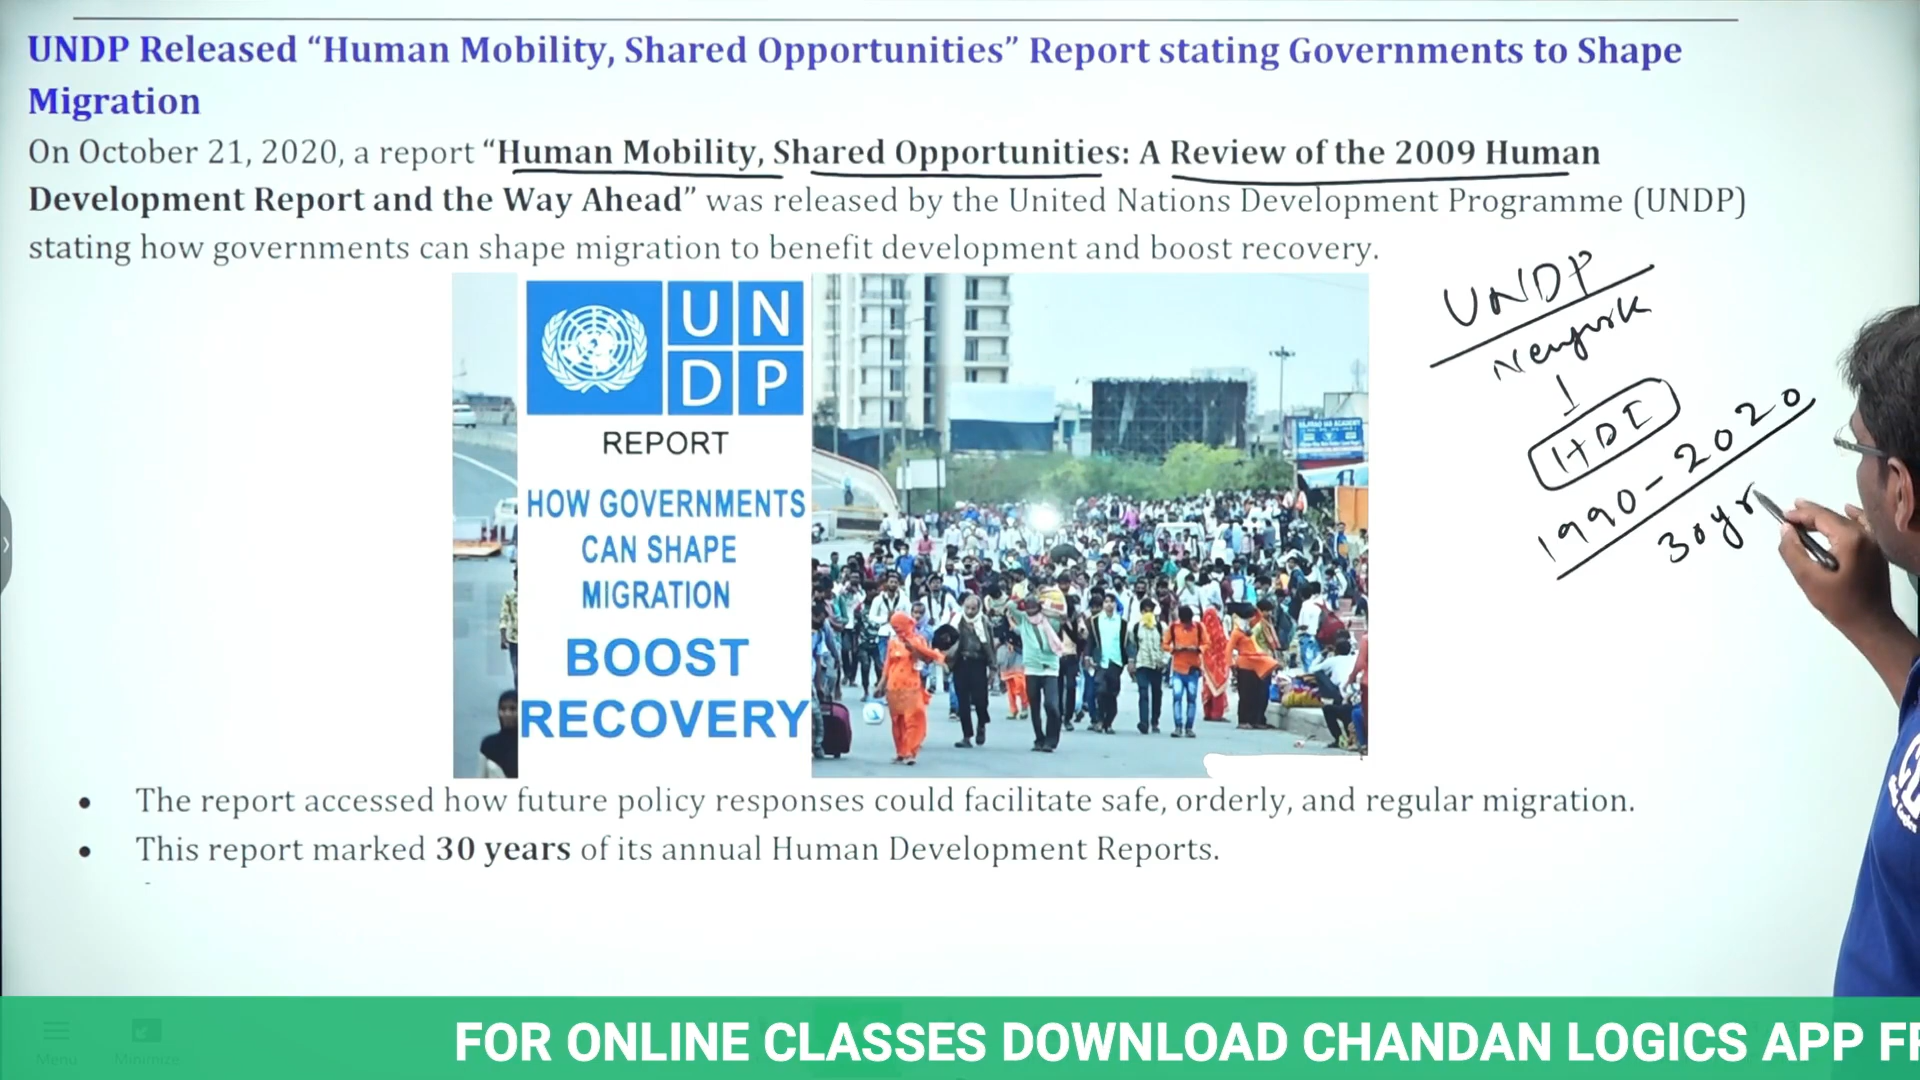 UNDP Released “Human Mobility, Shared Opportunities” Report stating Governments to Shape
Migration
On October 21, 2020, a report “Human Mobility, Shared Opportunities: A Review of the 2009 Human
Development Report and the Way Ahead” was released by the United Nations Development Programme (UNDP)
stating how governments can shape migration to benefit development and boost recovery.
U N
D P
REPORT
HOW GOVERNMENTS
CAN SHAPE
MIGRATION
BOOST
RECOVERY
UNDP
Newyork
HDI
1990-2020
30yr
The report accessed how future policy responses could facilitate safe, orderly, and regular migration.
This report marked 30 years of its annual Human Development Reports.
Menu
Minimize
FOR ONLINE CLASSES DOWNLOAD CHANDAN LOGICS APP FR